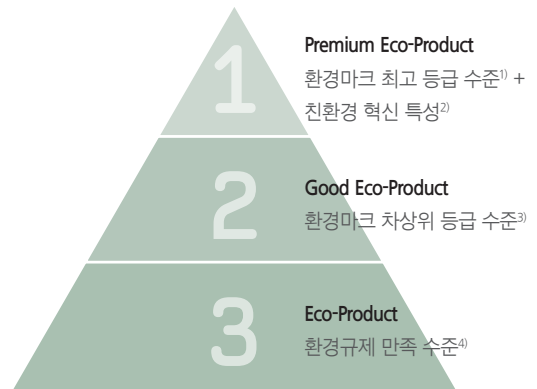 1
Premium Eco-Product
환경마크 최고 등급 수준1) +
친환경 혁신 특성2)
2
Good Eco-Product
환경마크 차상위 등급 수준3)
3
Eco-Product
환경규제 만족 수준4)